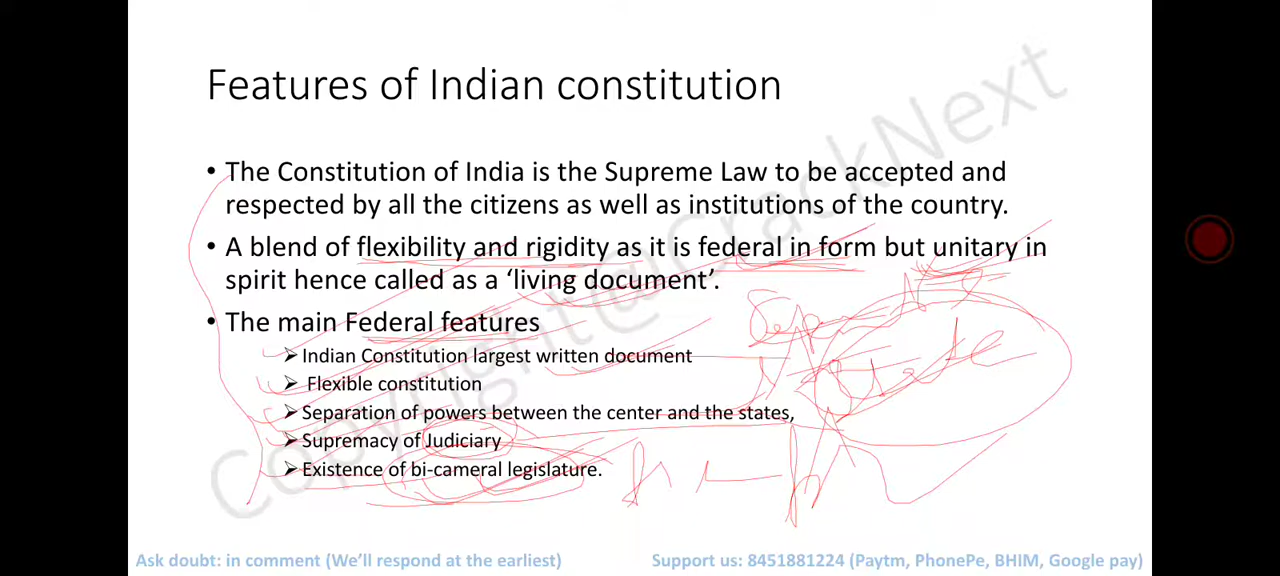 Features of Indian constitution
• The Constitution of India is the Supreme Law to be accepted and
respected by all the citizens as well as institutions of the country.
• A blend of flexibility and rigidity as it is federal in form but unitary in
spirit hence called as a ‘living document’.
• The main Federal features
➢ Indian Constitution largest written document
➢ Flexible constitution
➢ Separation of powers between the center and the states,
➢ Supremacy of Judiciary
➢ Existence of bi-cameral legislature.
State
Copyright@CrackNext
Ask doubt: in comment (We’ll respond at the earliest)
Support us: 8451881224 (Paytm, PhonePe, BHIM, Google pay)